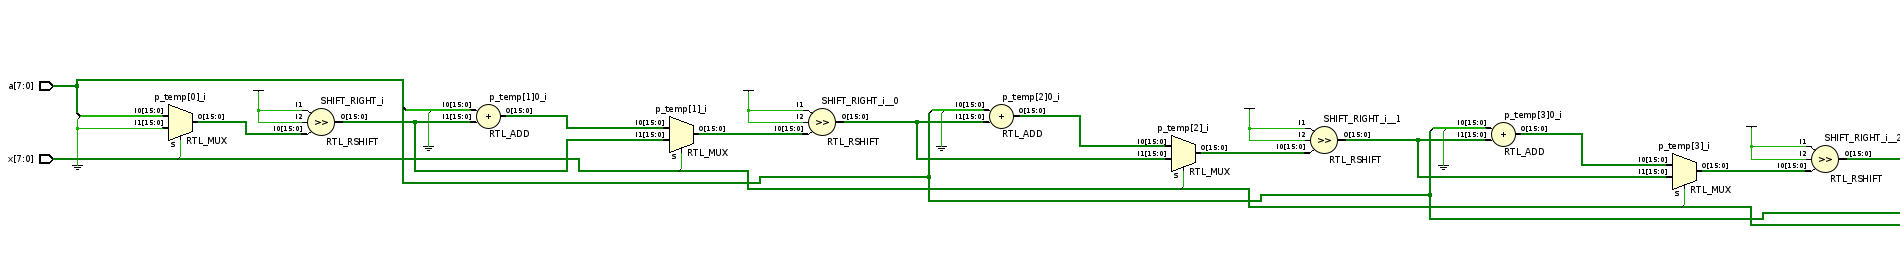 a[7:0]
x[7:0]
p_temp[0]_i
I0[15:0]
I1[15:0]
O[15:0]
S
RTL_MUX
SHIFT_RIGHT_i
I1
I2
I0[15:0]
O[15:0]
RTL_RSHIFT
p_temp[1]0_i
I0[15:0]
I1[15:0]
O[15:0]
+
RTL_ADD
p_temp[1]_i
I0[15:0]
I1[15:0]
O[15:0]
S
RTL_MUX
SHIFT_RIGHT_i__0
I1
I2
I0[15:0]
>>
O[15:0]
RTL_RSHIFT
p_temp[2]0_i
I0[15:0]
I1[15:0]
+
O[15:0]
RTL_ADD
p_temp[2]_i
I0[15:0]
I1[15:0]
O[15:0]
S
RTL_MUX
SHIFT_RIGHT_i__1
I1
I2
I0[15:0]
>>
O[15:0]
RTL_RSHIFT
p_temp[3]0_i
I0[15:0]
I1[15:0]
+
O[15:0]
RTL_ADD
p_temp[3]_i
I0[15:0]
I1[15:0]
O[15:0]
S
RTL_MUX
SHIFT_RIGHT_i__2
I1
I2
I0[15:0]
>>
O[15:0]
RTL_RSHIFT